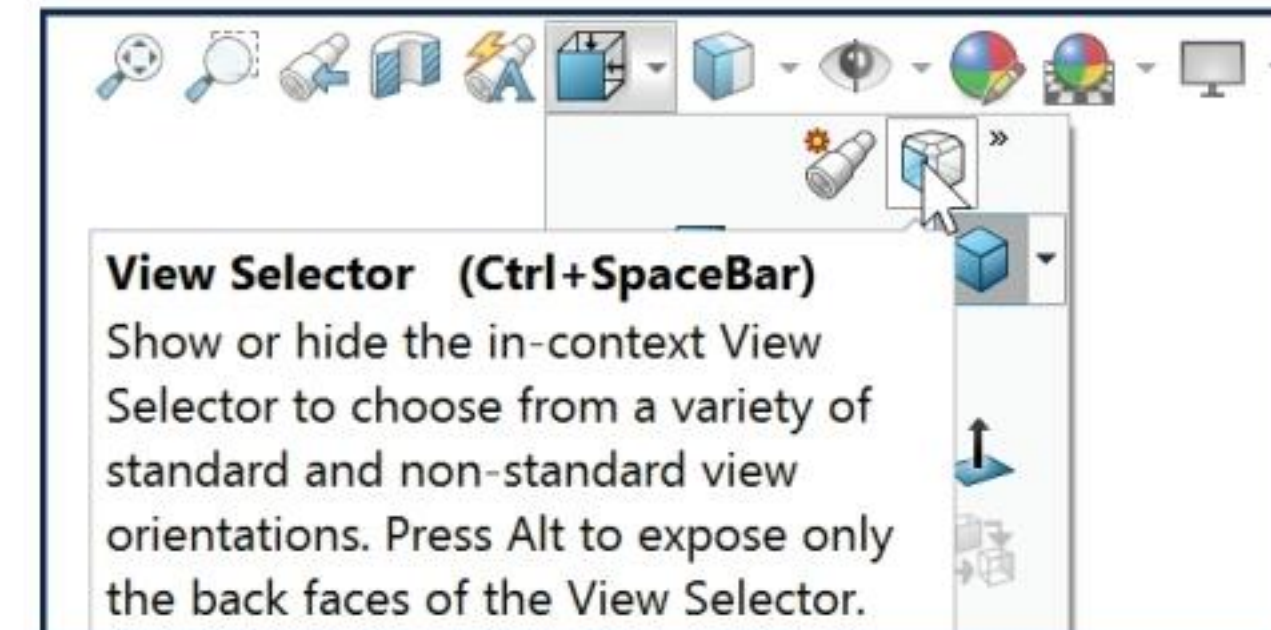 »
View Selector (Ctrl+SpaceBar)
Show or hide the in-context View
Selector to choose from a variety of
standard and non-standard view
orientations. Press Alt to expose only
the back faces of the View Selector.